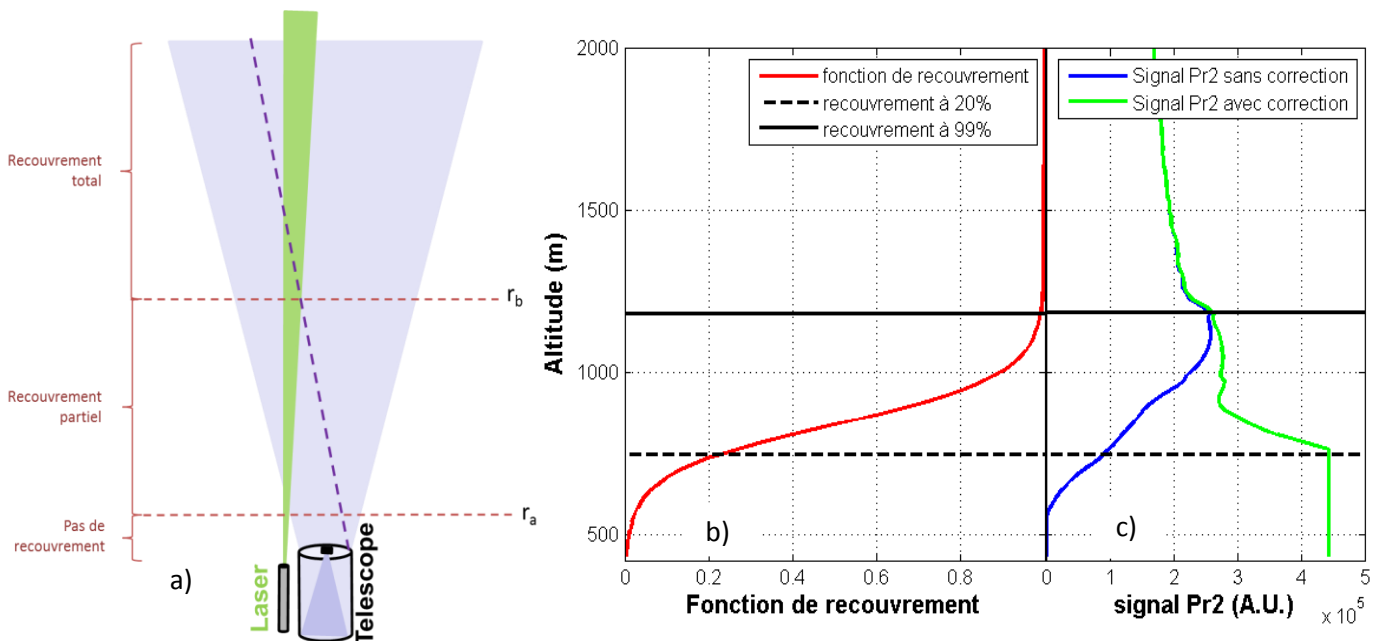 Recouvrement
total
Recouvrement
partiel
Pas de
recouvrement
r_b
r_a
Laser
Telescope
a)
2000
1500
1000
500
Altitude (m)
fonction de recouvrement
recouvrement à 20%
recouvrement à 99%
b)
0
0.2
0.4
0.6
0.8
Fonction de recouvrement
Signal Pr2 sans correction
Signal Pr2 avec correction
c)
0
1
2
3
4
5
signal Pr2 (A.U.)
x 10^5